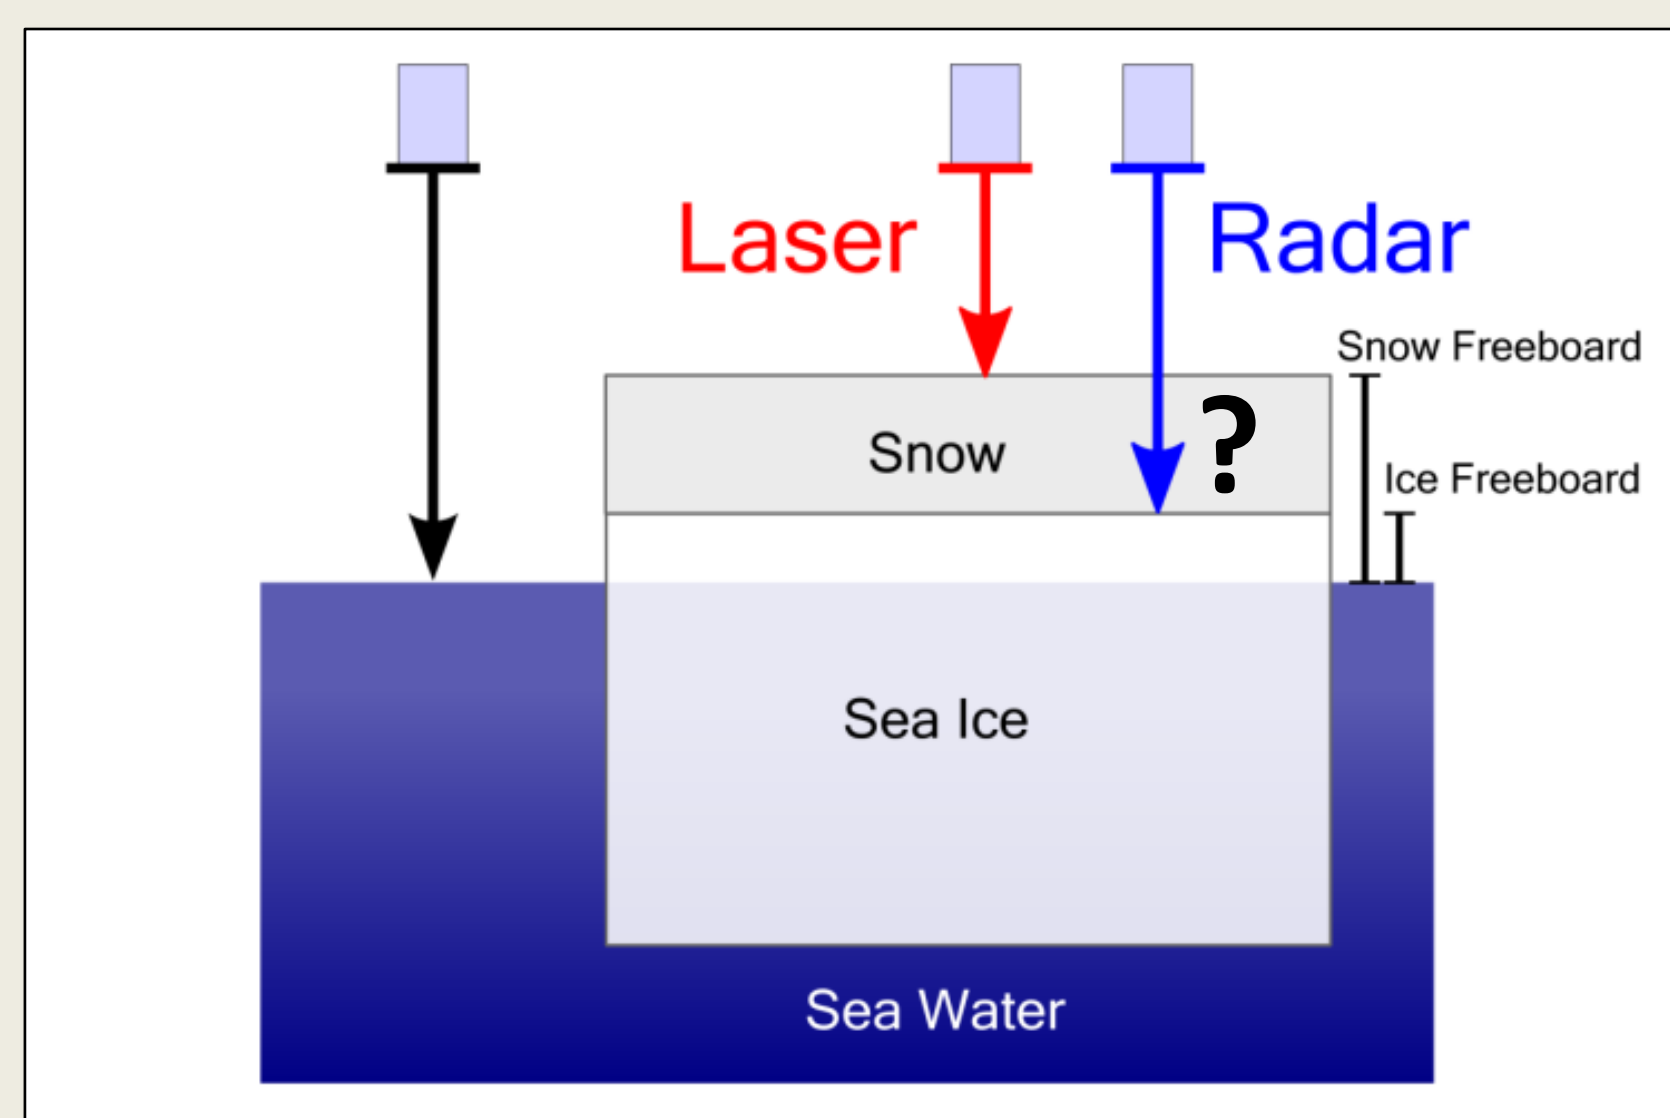 Laser
Radar
Snow Freeboard
Snow
?
Ice Freeboard
Sea Ice
Sea Water